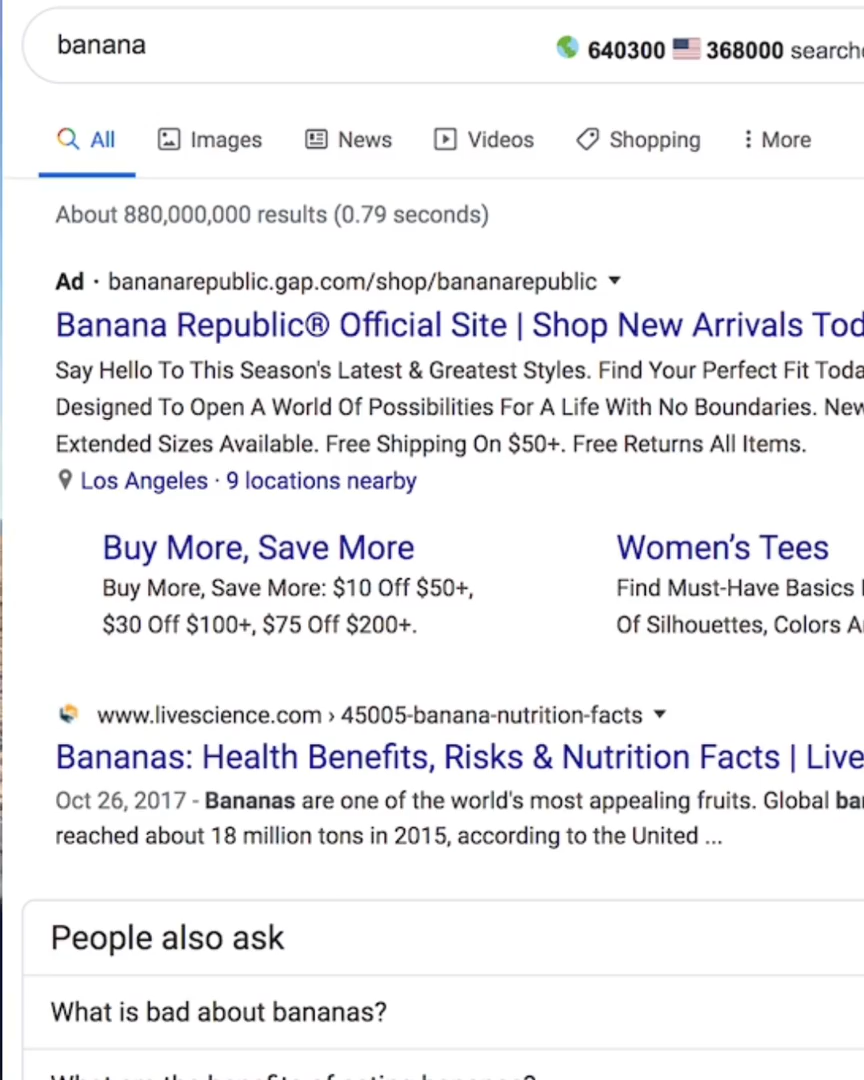 banana
640300 368000
All Images News Videos Shopping More
About 880,000,000 results (0.79 seconds)
Ad · bananarepublic.gap.com/shop/bananarepublic
Banana Republic® Official Site | Shop New Arrivals
Say Hello To This Season's Latest & Greatest Styles. Find Your Perfect Fit
Designed To Open A World Of Possibilities For A Life With No Boundaries. New
Extended Sizes Available. Free Shipping On $50+. Free Returns All Items.
Los Angeles · 9 locations nearby
Buy More, Save More
Buy More, Save More: $10 Off $50+,
$30 Off $100+, $75 Off $200+.
Women's Tees
Find Must-Have Basics
Of Silhouettes, Colors
www.livescience.com › 45005-banana-nutrition-facts
Bananas: Health Benefits, Risks & Nutrition Facts | Live
Oct 26, 2017 - Bananas are one of the world's most appealing fruits. Global
reached about 18 million tons in 2015, according to the United ...
People also ask
What is bad about bananas?